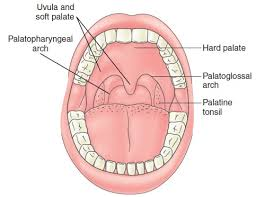 Uvula and
soft palate
Palatopharyngeal
arch
Hard palate
Palatoglossal
arch
Palatine
tonsil